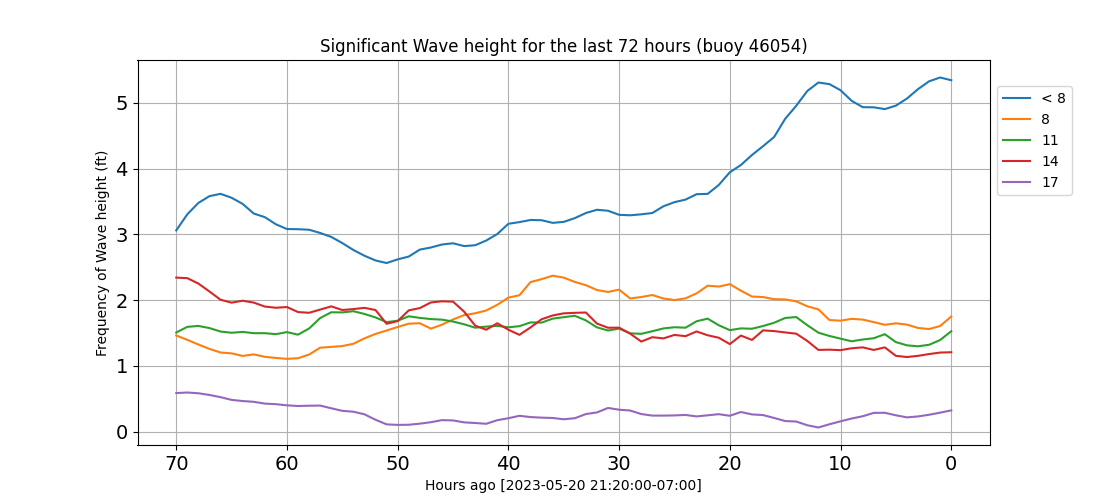 Significant Wave height for the last 72 hours (buoy 46054)
Frequency of Wave height (ft)
5
4
3
2
1
0
70 60 50 40 30 20 10 0
Hours ago [2023-05-20 21:20:00-07:00]
< 8
8
11
14
17